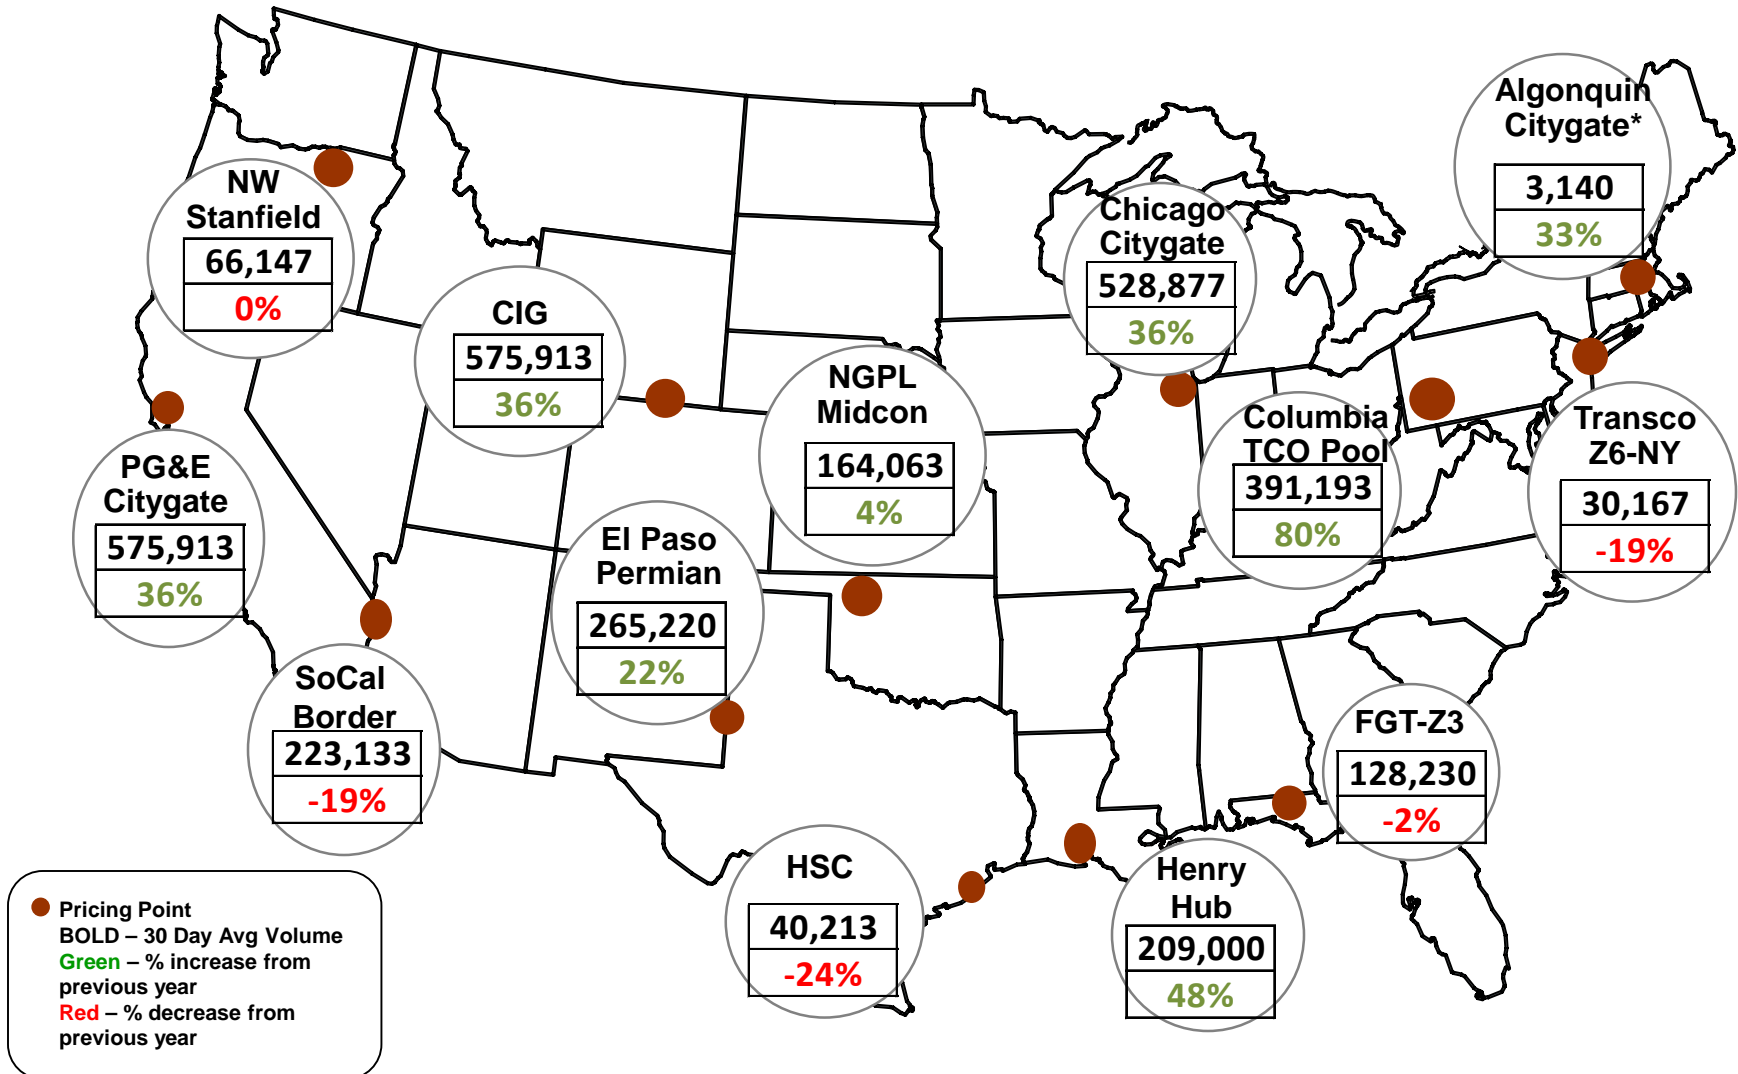 Algonquin
Citygate*
3,140
33%
NW
Stanfield
66,147
0%
Chicago
Citygate
528,877
36%
CIG
575,913
36%
NGPL
Midcon
164,063
4%
Columbia
TCO Pool
391,193
80%
Transco
Z6-NY
30,167
-19%
PG&E
Citygate
575,913
36%
El Paso
Permian
265,220
22%
SoCal
Border
223,133
-19%
FGT-Z3
128,230
-2%
HSC
40,213
-24%
Henry
Hub
209,000
48%
Pricing Point
BOLD – 30 Day Avg Volume
Green – % increase from
previous year
Red – % decrease from
previous year